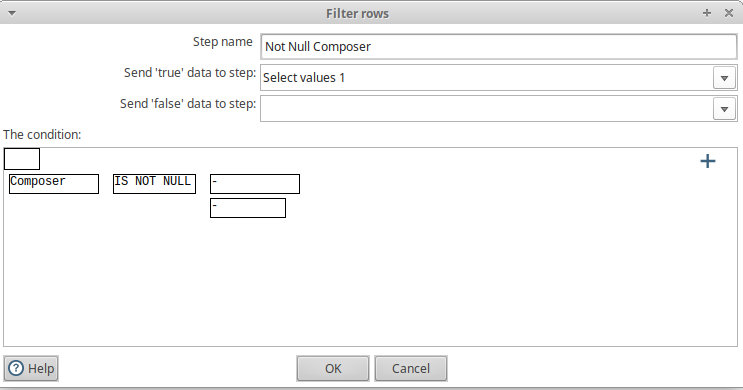 Filter rows
Step name Not Null Composer
Send 'true' data to step: Select values 1
Send 'false' data to step:
The condition:
Composer IS NOT NULL -
-
Help OK Cancel